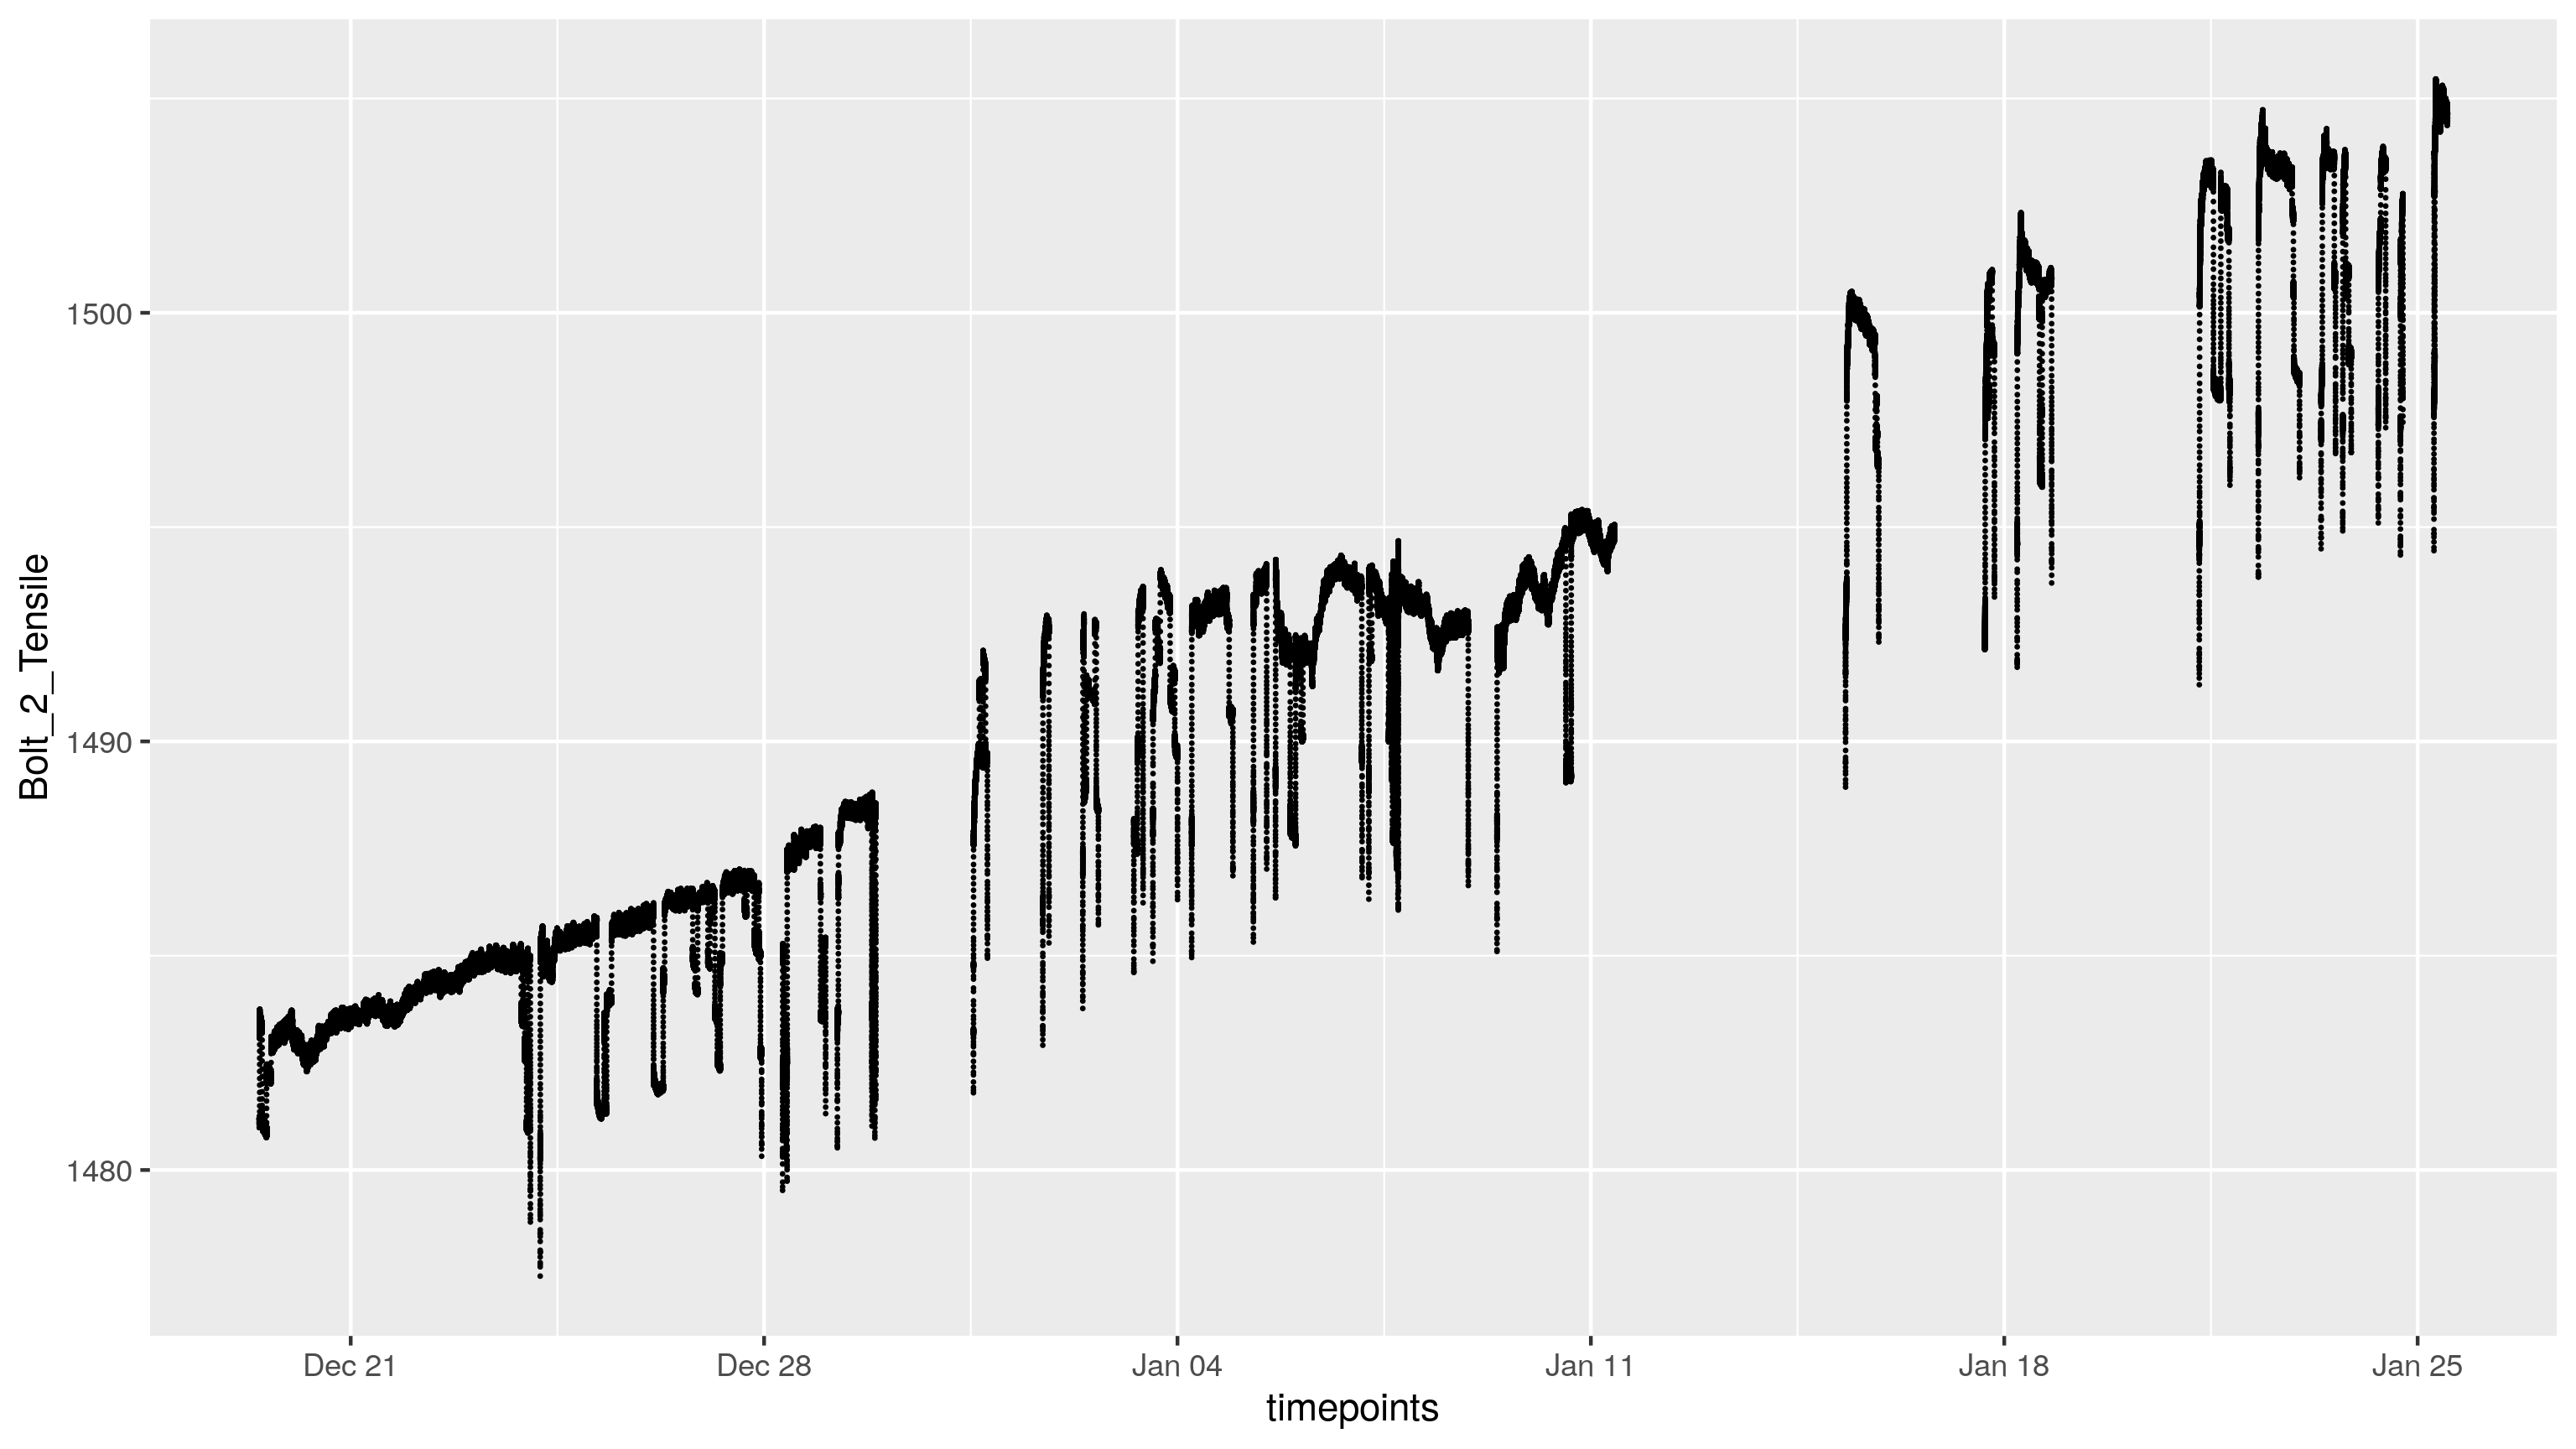 Bolt_2_Tensile
1500
1490
1480
Dec 21
Dec 28
Jan 04
Jan 11
Jan 18
Jan 25
timepoints